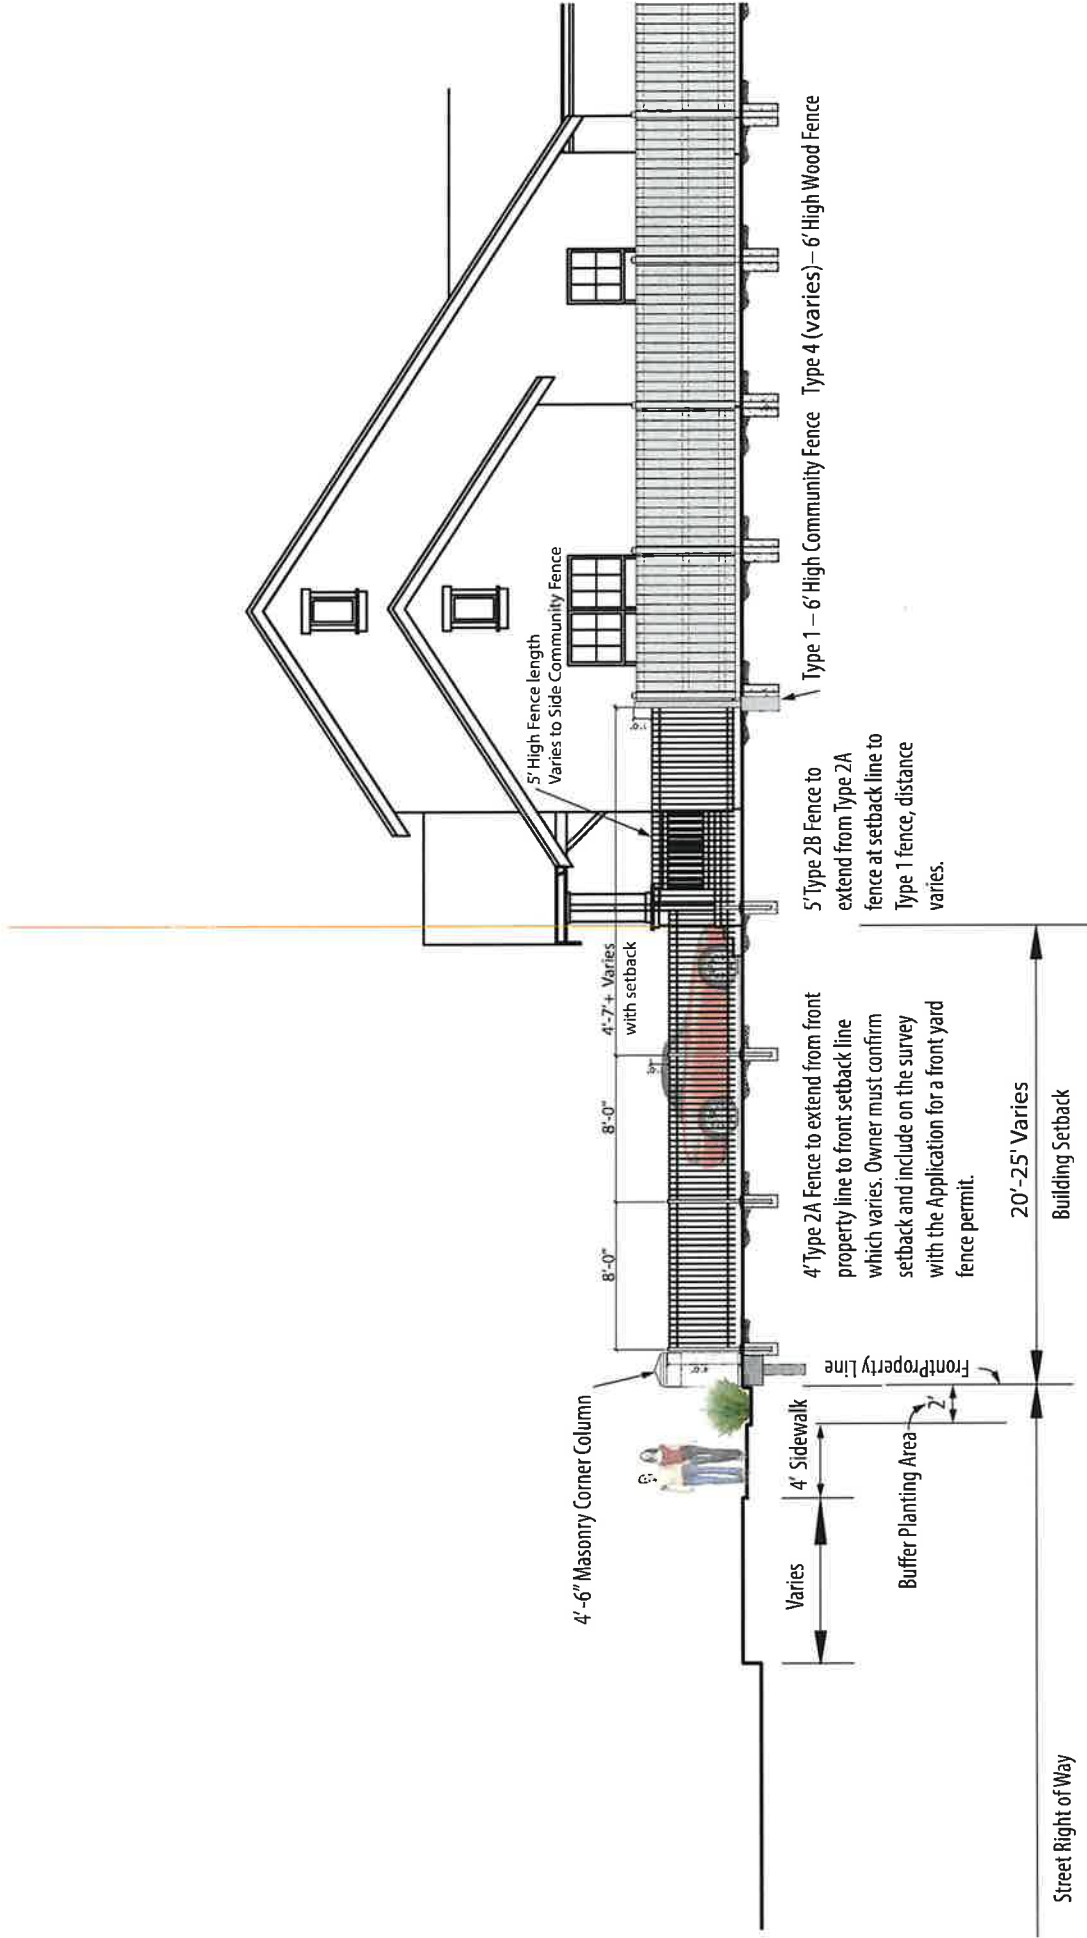 5' High Fence length
Varies to Side Community Fence
4'-7'+ Varies
with setback
8'-0"
8'-0"
4'-6" Masonry Corner Column
Type 1 – 6' High Community Fence Type 4 (varies)– 6' High Wood Fence
5' Type 2B Fence to
extend from Type 2A
fence at setback line to
Type 1 fence, distance
varies.
4' Type 2A Fence to extend from front
property line to front setback line
which varies. Owner must confirm
setback and include on the survey
with the Application for a front yard
fence permit.
FrontProperty Line
4' Sidewalk
2'
Varies
Buffer Planting Area
20'-25' Varies
Building Setback
Street Right of Way